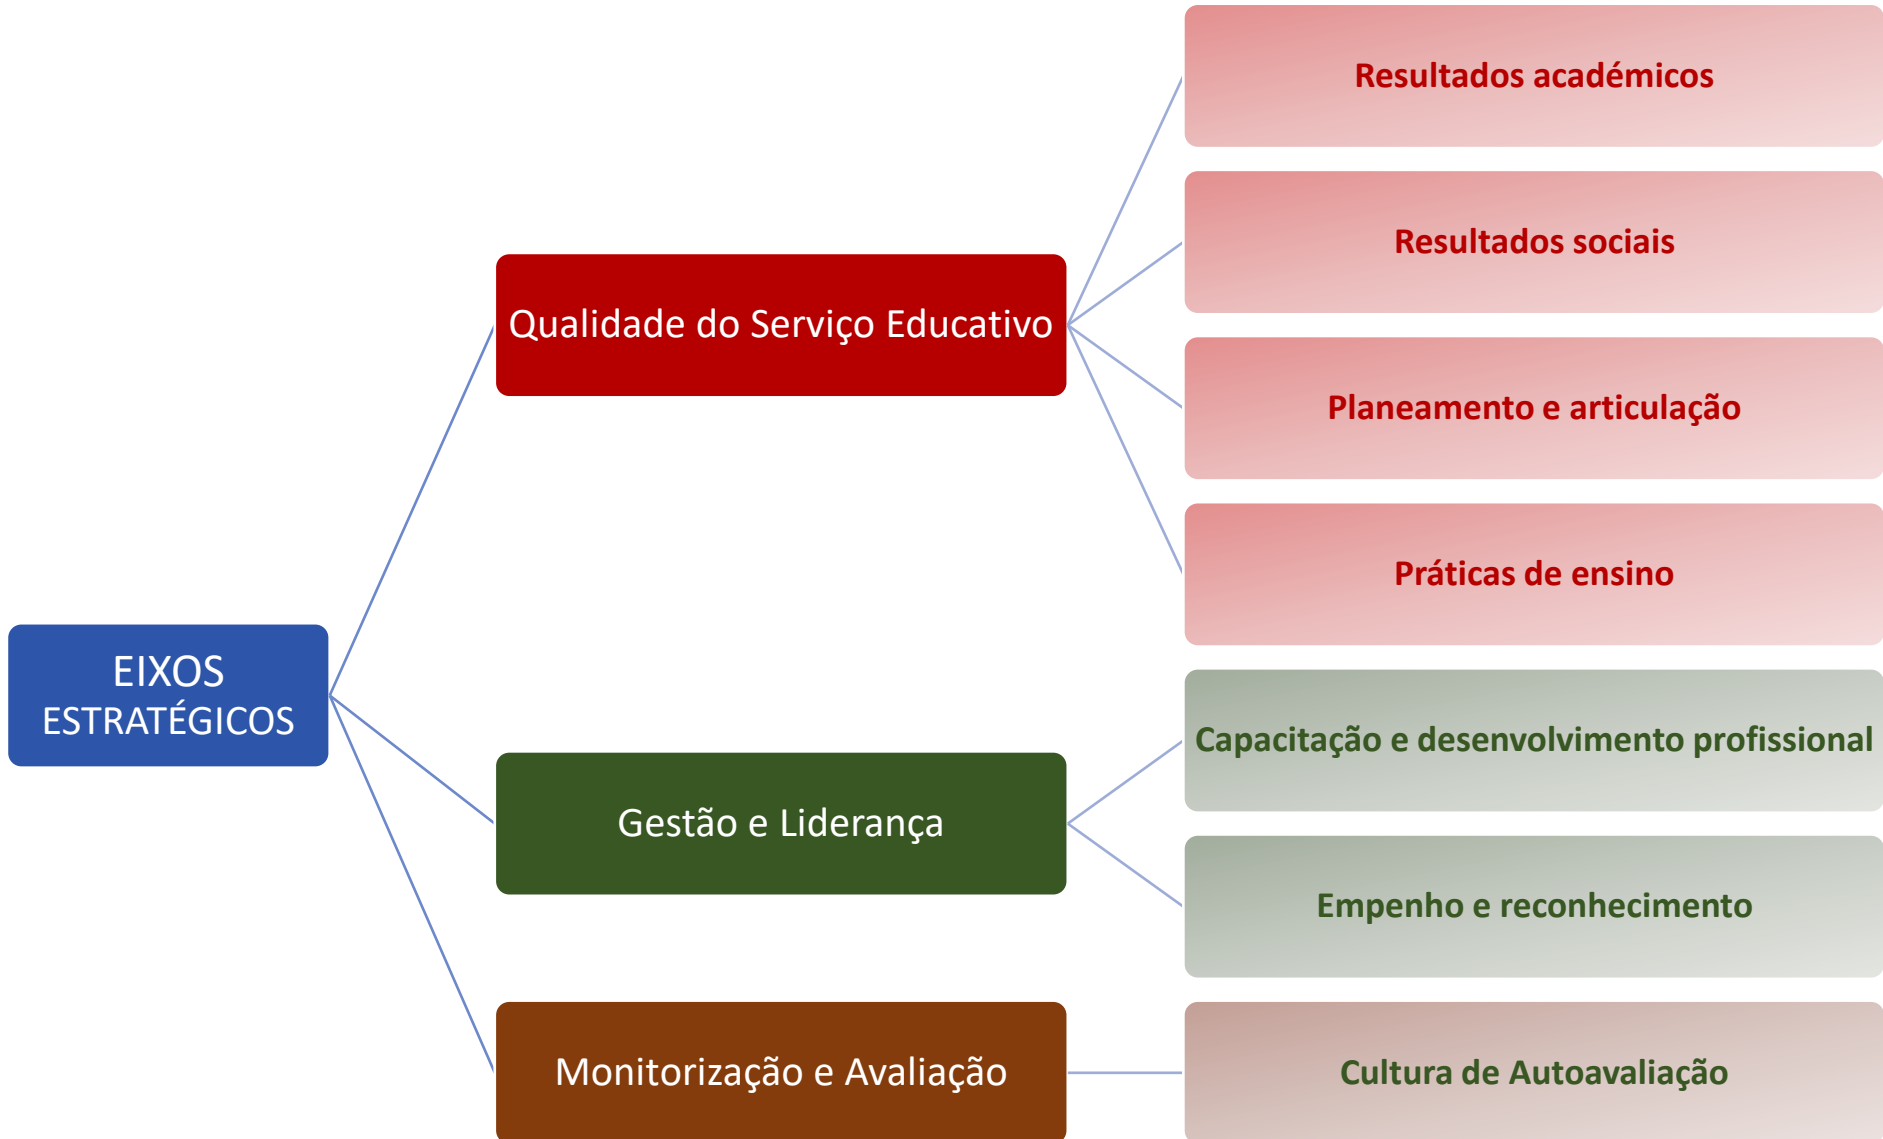 EIXOS
ESTRATÉGICOS
Qualidade do Serviço Educativo
Resultados académicos
Resultados sociais
Planeamento e articulação
Práticas de ensino
Gestão e Liderança
Capacitação e desenvolvimento profissional
Empenho e reconhecimento
Monitorização e Avaliação
Cultura de Autoavaliação